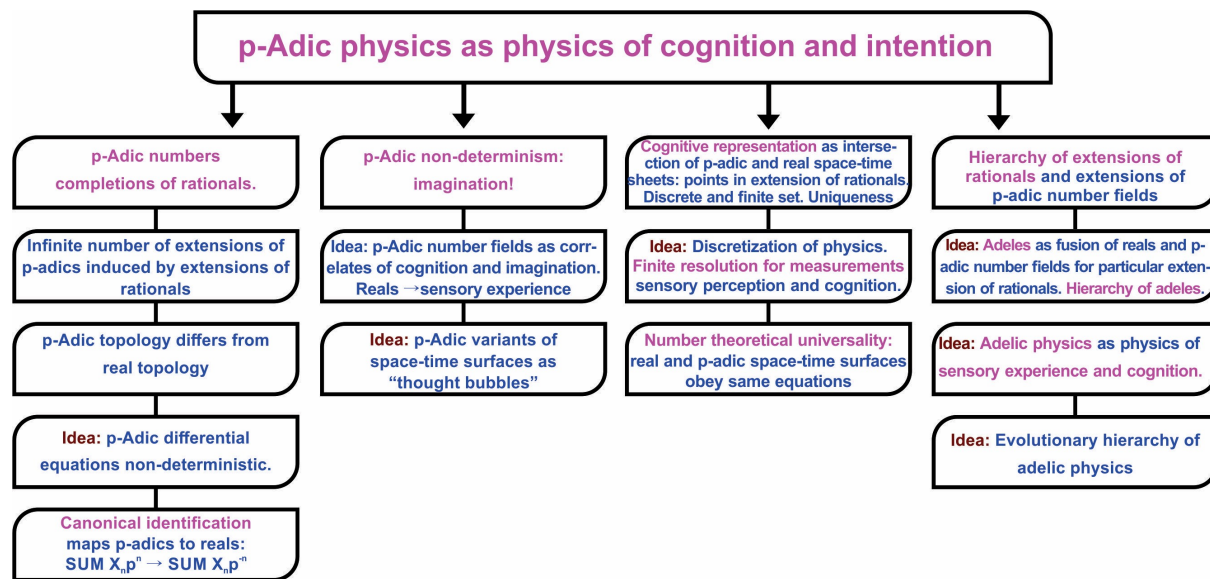 p-Adic physics as physics of cognition and intention
p-Adic numbers
completions of rationals.
Infinite number of extensions of
p-adics induced by extensions of
rationals
p-Adic topology differs from
real topology
Idea: p-Adic differential
equations non-deterministic.
Canonical identification
maps p-adics to reals:
SUM Xₙpⁿ → SUM Xₙp⁻ⁿ
p-Adic non-determinism:
imagination!
Idea: p-Adic number fields as corr-
elates of cognition and imagination.
Reals →sensory experience
Idea: p-Adic variants of
space-time surfaces as
“thought bubbles”
Cognitive representation as interse-
ction of p-adic and real space-time
sheets: points in extension of rationals.
Discrete and finite set. Uniqueness
Idea: Discretization of physics.
Finite resolution for measurements
sensory perception and cognition.
Number theoretical universality:
real and p-adic space-time surfaces
obey same equations
Hierarchy of extensions of
rationals and extensions of
p-adic number fields
Idea: Adeles as fusion of reals and p-
adic number fields for particular exten-
sion of rationals. Hierarchy of adeles.
Idea: Adelic physics as physics of
sensory experience and cognition.
Idea: Evolutionary hierarchy of
adelic physics